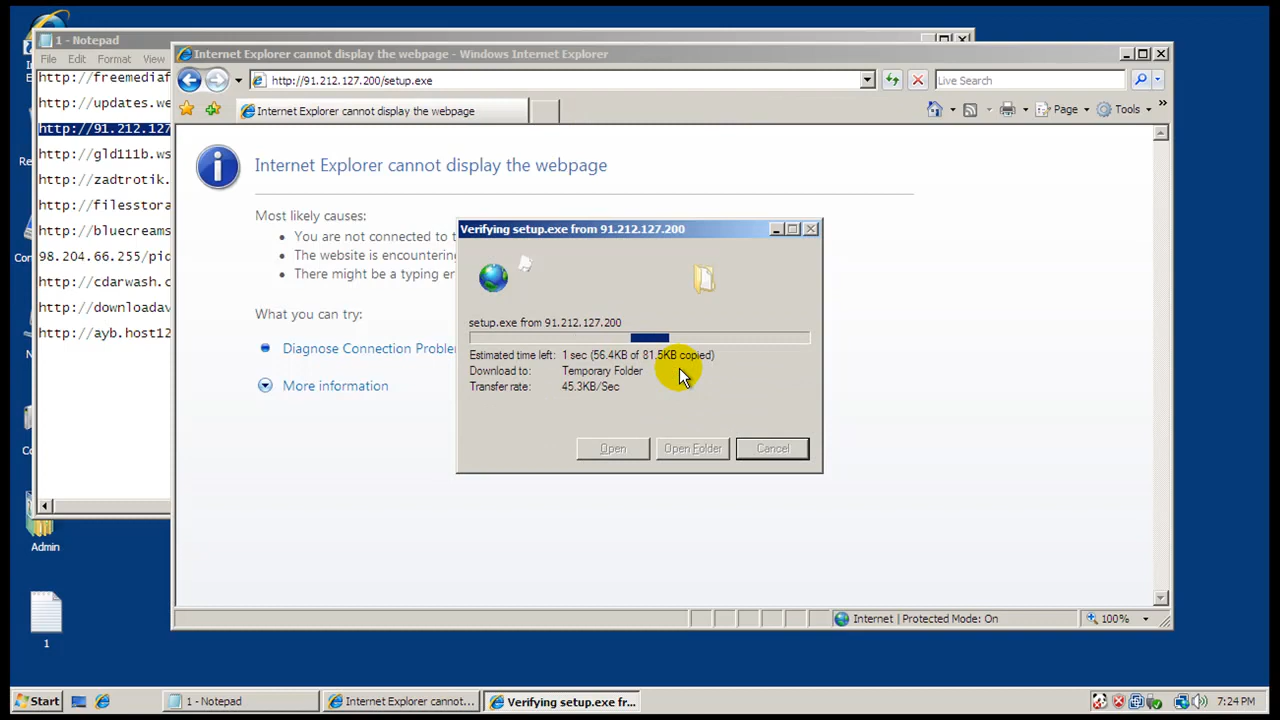 1 - Notepad
File Edit Format View
http://freemediaf
http://updates.we
http://91.212.127
http://gld111b.ws
http://zadtrotik.
http://filesstora
http://bluecreams
98.204.66.255/pid
http://cdarwash.c
http://downloadav
http://ayb.host12
Internet Explorer cannot display the webpage - Windows Internet Explorer
http://91.212.127.200/setup.exe
Live Search
Internet Explorer cannot display the webpage
Page Tools
Internet Explorer cannot display the webpage
Most likely causes:
You are not connected to t
The website is encountering
There might be a typing er
What you can try:
Diagnose Connection Proble
More information
Verifying setup.exe from 91.212.127.200
setup.exe from 91.212.127.200
Estimated time left: 1 sec (56.4KB of 81.5KB copied)
Download to: Temporary Folder
Transfer rate: 45.3KB/Sec
Open Open Folder Cancel
Internet | Protected Mode: On
100%
Admin
1
Start
1 - Notepad
Internet Explorer cannot...
Verifying setup.exe fr...
7:24 PM